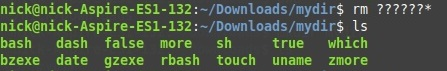 nick@nick-Aspire-ES1-132:~/Downloads/mydir$ rm ??????*
nick@nick-Aspire-ES1-132:~/Downloads/mydir$ ls
bash dash false more sh true which
bzexe date gzexe rbash touch uname zmore